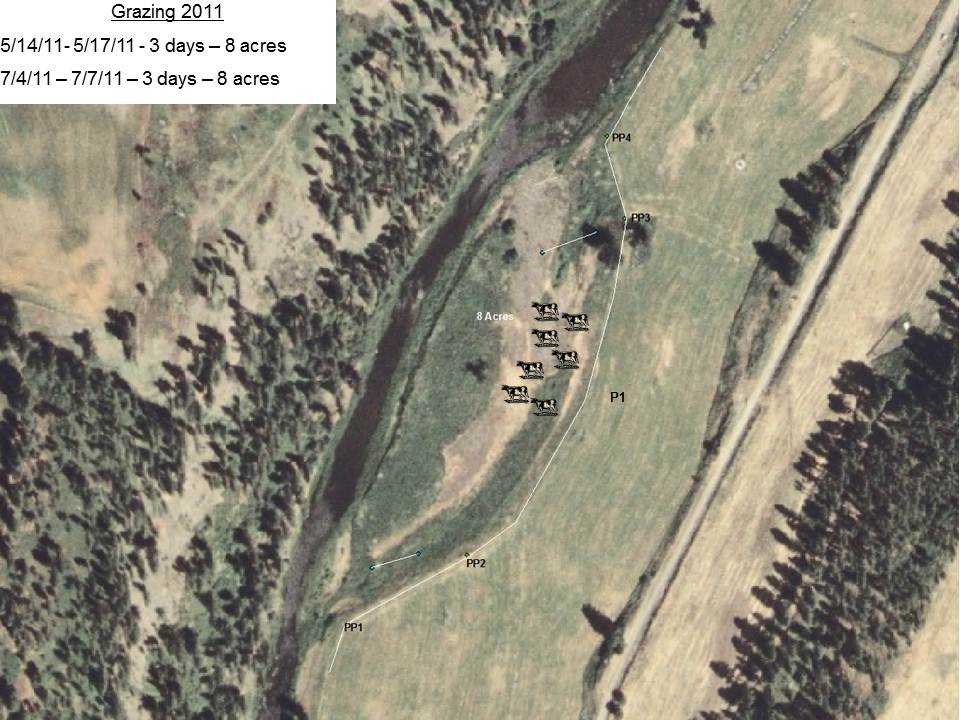 Grazing 2011
5/14/11- 5/17/11 - 3 days – 8 acres
7/4/11 – 7/7/11 – 3 days – 8 acres
PP4
PP3
8 Acres
P1
PP2
PP1